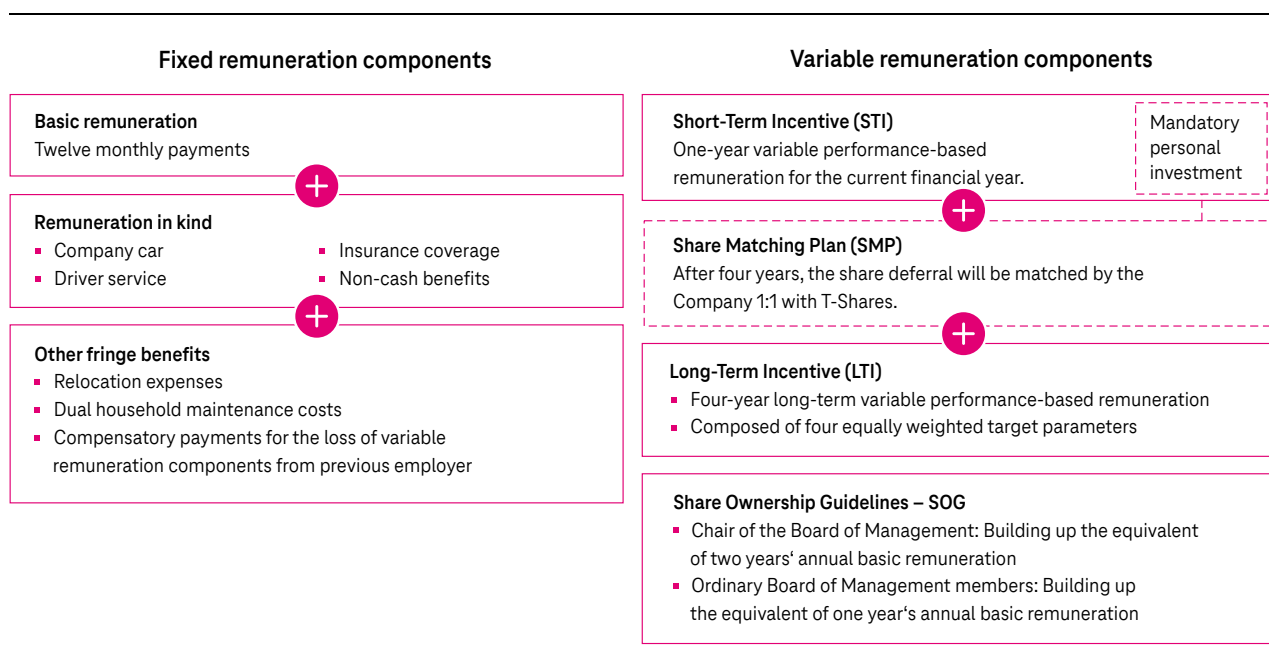 Fixed remuneration components
Basic remuneration
Twelve monthly payments
Remuneration in kind
Company car
Driver service
Insurance coverage
Non-cash benefits
Other fringe benefits
Relocation expenses
Dual household maintenance costs
Compensatory payments for the loss of variable
remuneration components from previous employer
Variable remuneration components
Short-Term Incentive (STI)
One-year variable performance-based
remuneration for the current financial year.
Mandatory
personal
investment
Share Matching Plan (SMP)
After four years, the share deferral will be matched by the
Company 1:1 with T-Shares.
Long-Term Incentive (LTI)
Four-year long-term variable performance-based remuneration
Composed of four equally weighted target parameters
Share Ownership Guidelines – SOG
Chair of the Board of Management: Building up the equivalent
of two years‘ annual basic remuneration
Ordinary Board of Management members: Building up
the equivalent of one year‘s annual basic remuneration